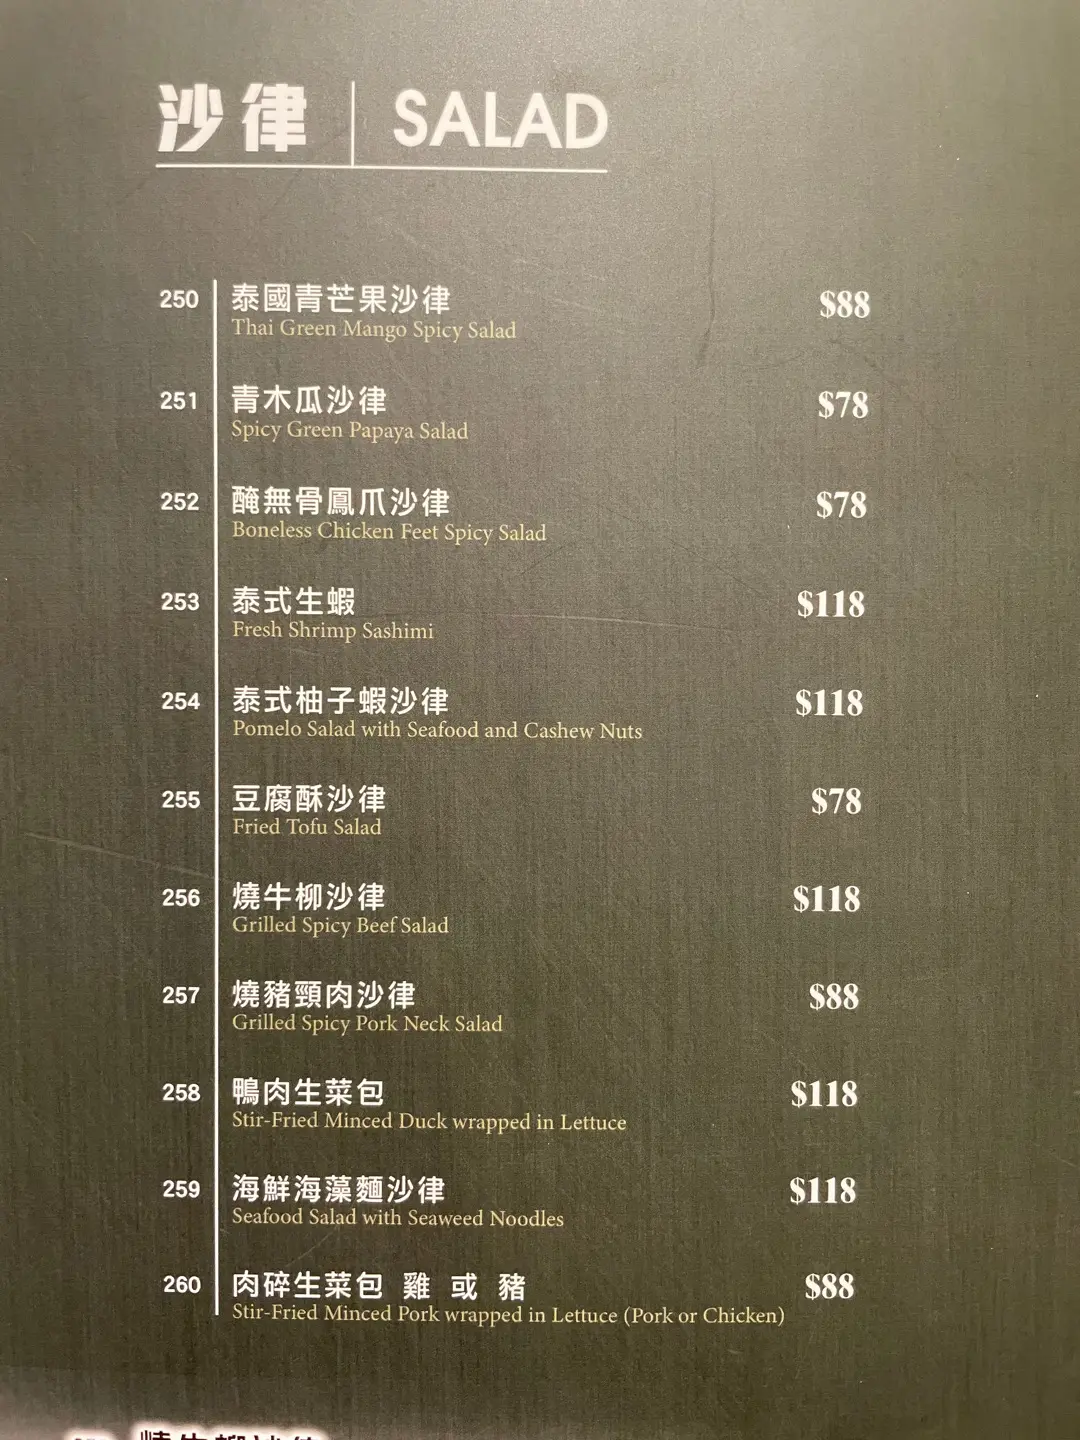 沙律 | SALAD
250 泰國青芒果沙律 $88
Thai Green Mango Spicy Salad
251 青木瓜沙律 $78
Spicy Green Papaya Salad
252 醃無骨鳳爪沙律 $78
Boneless Chicken Feet Spicy Salad
253 泰式生蝦 $118
Fresh Shrimp Sashimi
254 泰式柚子蝦沙律 $118
Pomelo Salad with Seafood and Cashew Nuts
255 豆腐酥沙律 $78
Fried Tofu Salad
256 燒牛柳沙律 $118
Grilled Spicy Beef Salad
257 燒豬頸肉沙律 $88
Grilled Spicy Pork Neck Salad
258 鴨肉生菜包 $118
Stir-Fried Minced Duck wrapped in Lettuce
259 海鮮海藻麵沙律 $118
Seafood Salad with Seaweed Noodles
260 肉碎生菜包 雞 或 豬 $88
Stir-Fried Minced Pork wrapped in Lettuce (Pork or Chicken)